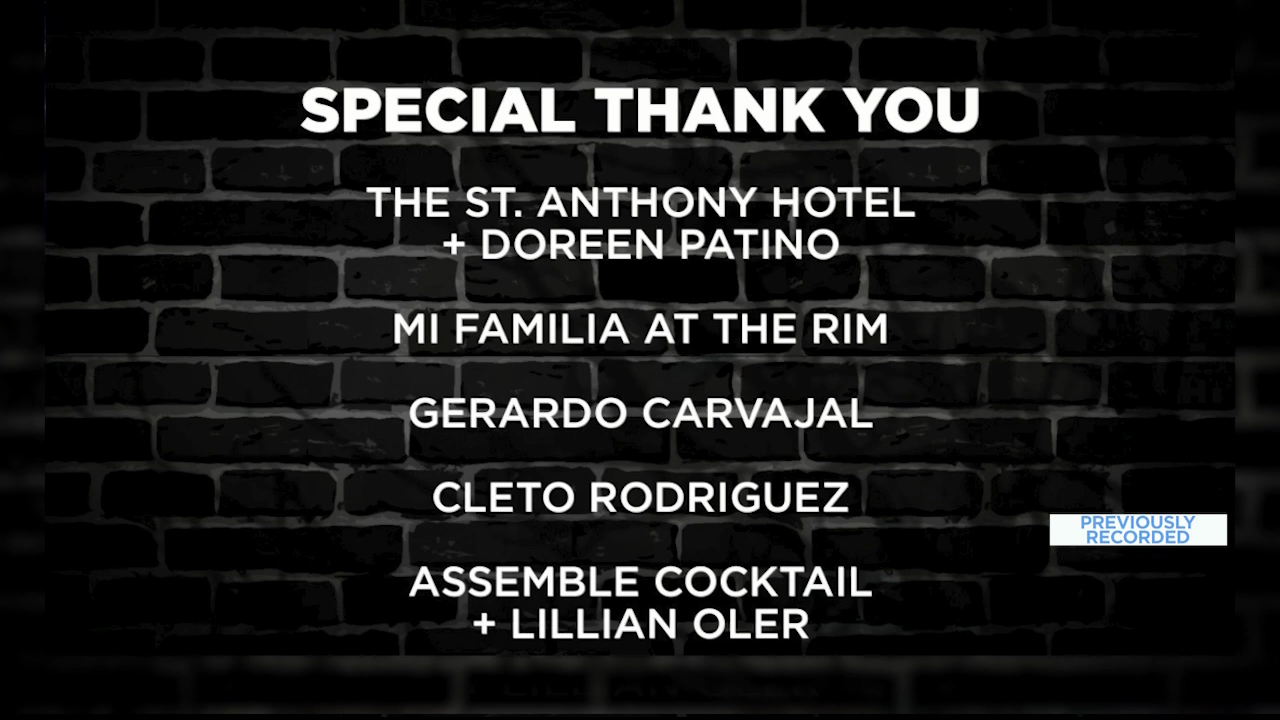 SPECIAL THANK YOU
THE ST. ANTHONY HOTEL
+ DOREEN PATINO
MI FAMILIA AT THE RIM
GERARDO CARVAJAL
CLETO RODRIGUEZ
PREVIOUSLY
RECORDED
ASSEMBLE COCKTAIL
+ LILLIAN OLER